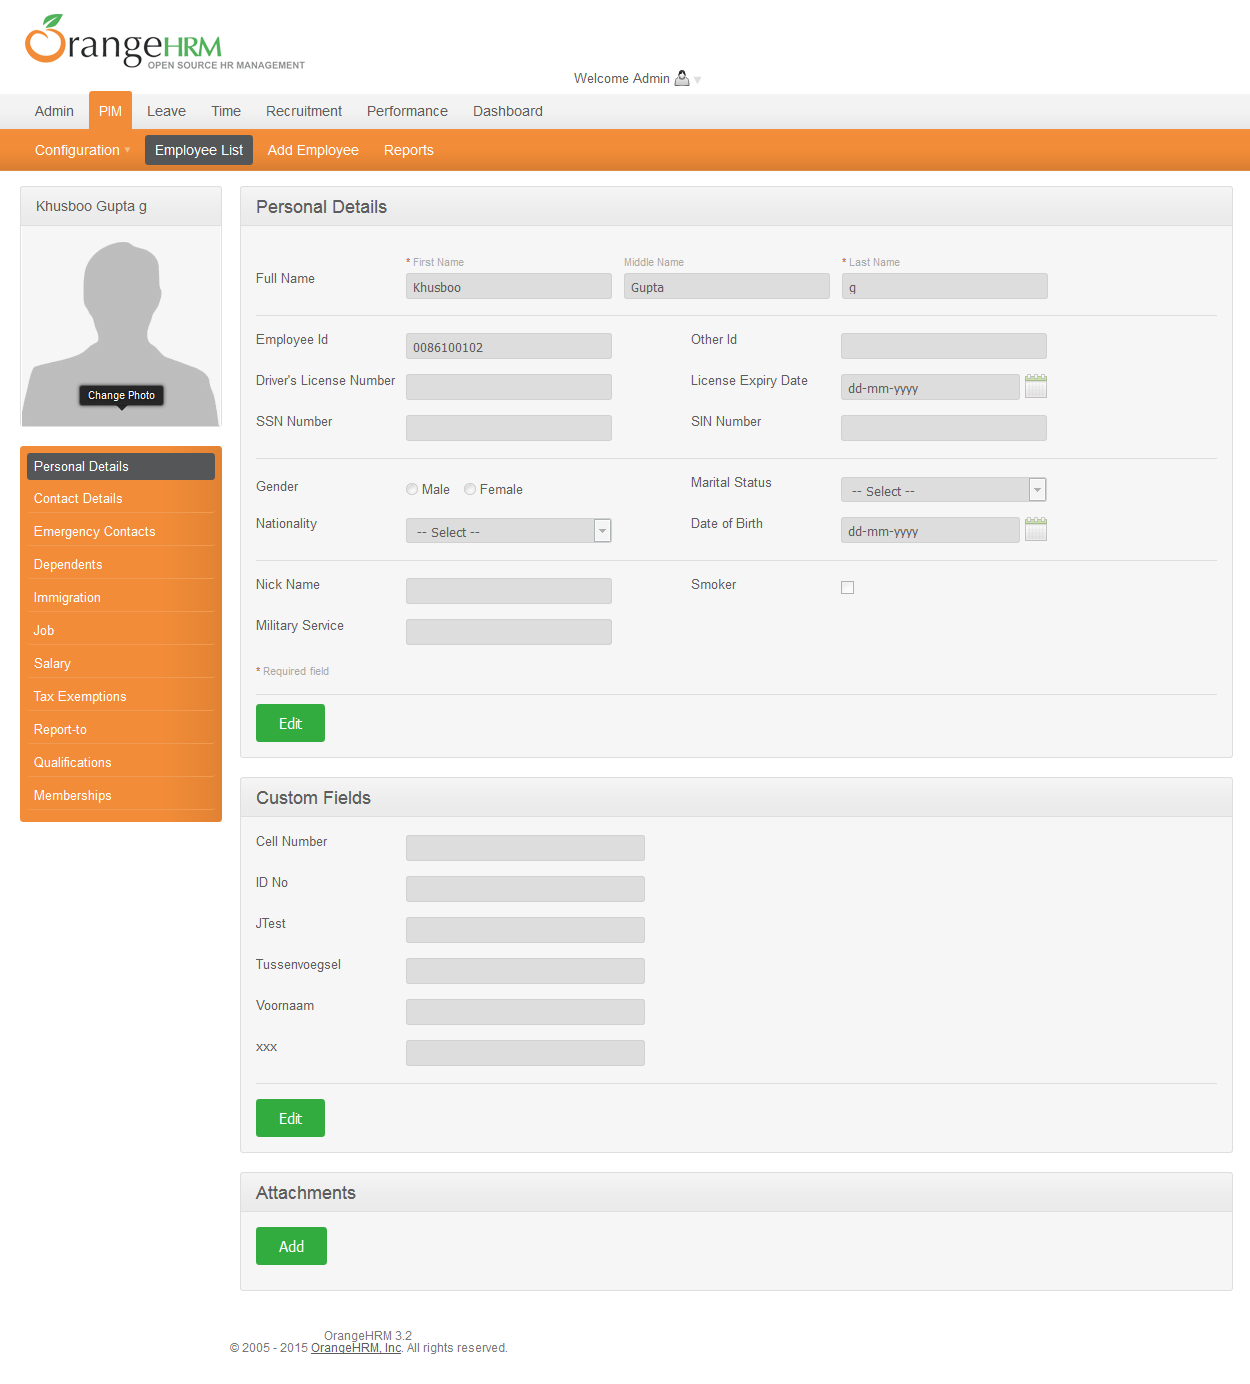 OrangeHRM
OPEN SOURCE HR MANAGEMENT
Welcome Admin
Admin PIM Leave Time Recruitment Performance Dashboard
Configuration Employee List Add Employee Reports
Khusboo Gupta g
Change Photo
Personal Details
Contact Details
Emergency Contacts
Dependents
Immigration
Job
Salary
Tax Exemptions
Report-to
Qualifications
Memberships
Personal Details
* First Name Middle Name * Last Name
Full Name Khusboo Gupta g
Employee Id 0086100102 Other Id
Driver's License Number License Expiry Date dd-mm-yyyy
SSN Number SIN Number
Gender Male Female Marital Status -- Select --
Nationality -- Select -- Date of Birth dd-mm-yyyy
Nick Name Smoker
Military Service
* Required field
Edit
Custom Fields
Cell Number
ID No
JTest
Tussenvoegsel
Voornaam
xxx
Edit
Attachments
Add
OrangeHRM 3.2
© 2005 - 2015 OrangeHRM, Inc. All rights reserved.